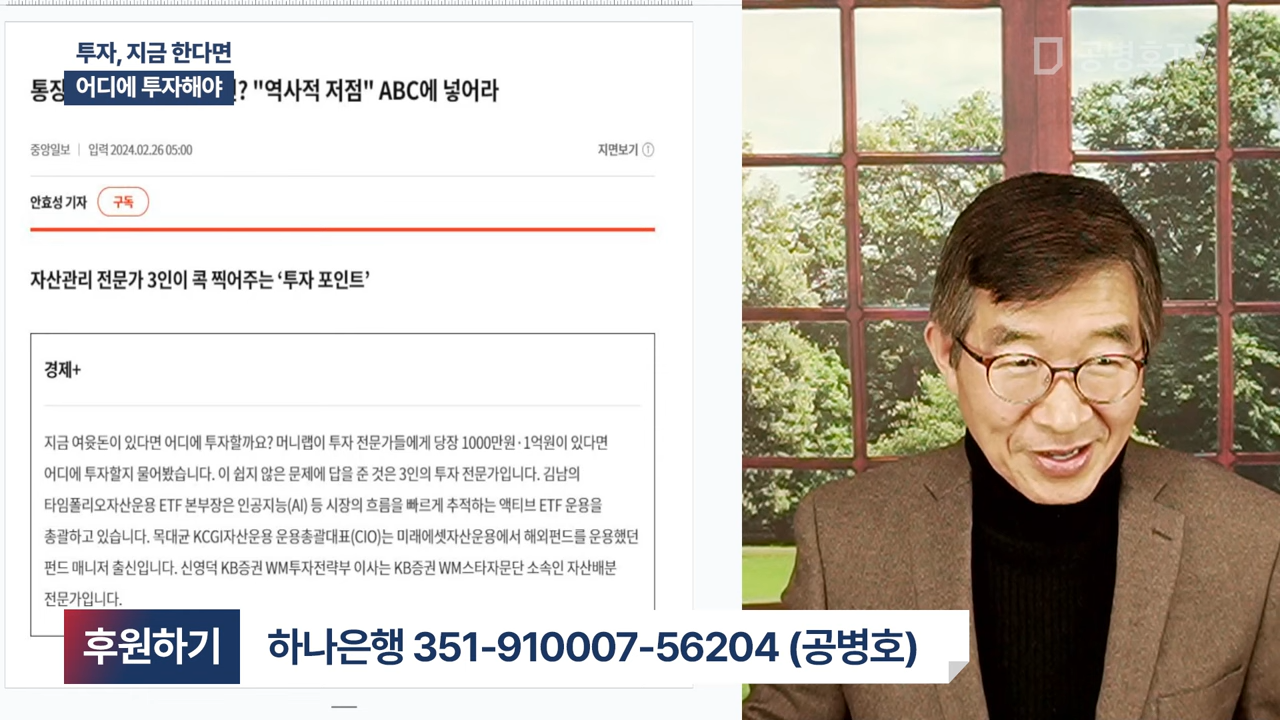 투자, 지금 한다면
어디에 투자해야
통장
? "역사적 저점" ABC에 넣어라
중앙일보 | 입력 2024.02.26 05:00
지면보기
안효성 기자
구독
자산관리 전문가 3인이 콕 찍어주는 ‘투자 포인트’
경제+
지금 여윳돈이 있다면 어디에 투자할까요? 머니랩이 투자 전문가들에게 당장 1000만원·1억원이 있다면
어디에 투자할지 물어봤습니다. 이 쉽지 않은 문제에 답을 준 것은 3인의 투자 전문가입니다. 김남의
타임폴리오자산운용 ETF 본부장은 인공지능(AI) 등 시장의 흐름을 빠르게 추적하는 액티브 ETF 운용을
총괄하고 있습니다. 목대균 KCGI자산운용 운용총괄대표(CIO)는 미래에셋자산운용에서 해외펀드를 운용했던
펀드 매니저 출신입니다. 신영덕 KB증권 WM투자전략부 이사는 KB증권 WM스타자문단 소속인 자산배분
전문가입니다.
후원하기
하나은행 351-910007-56204 (공병호)
공병호TV